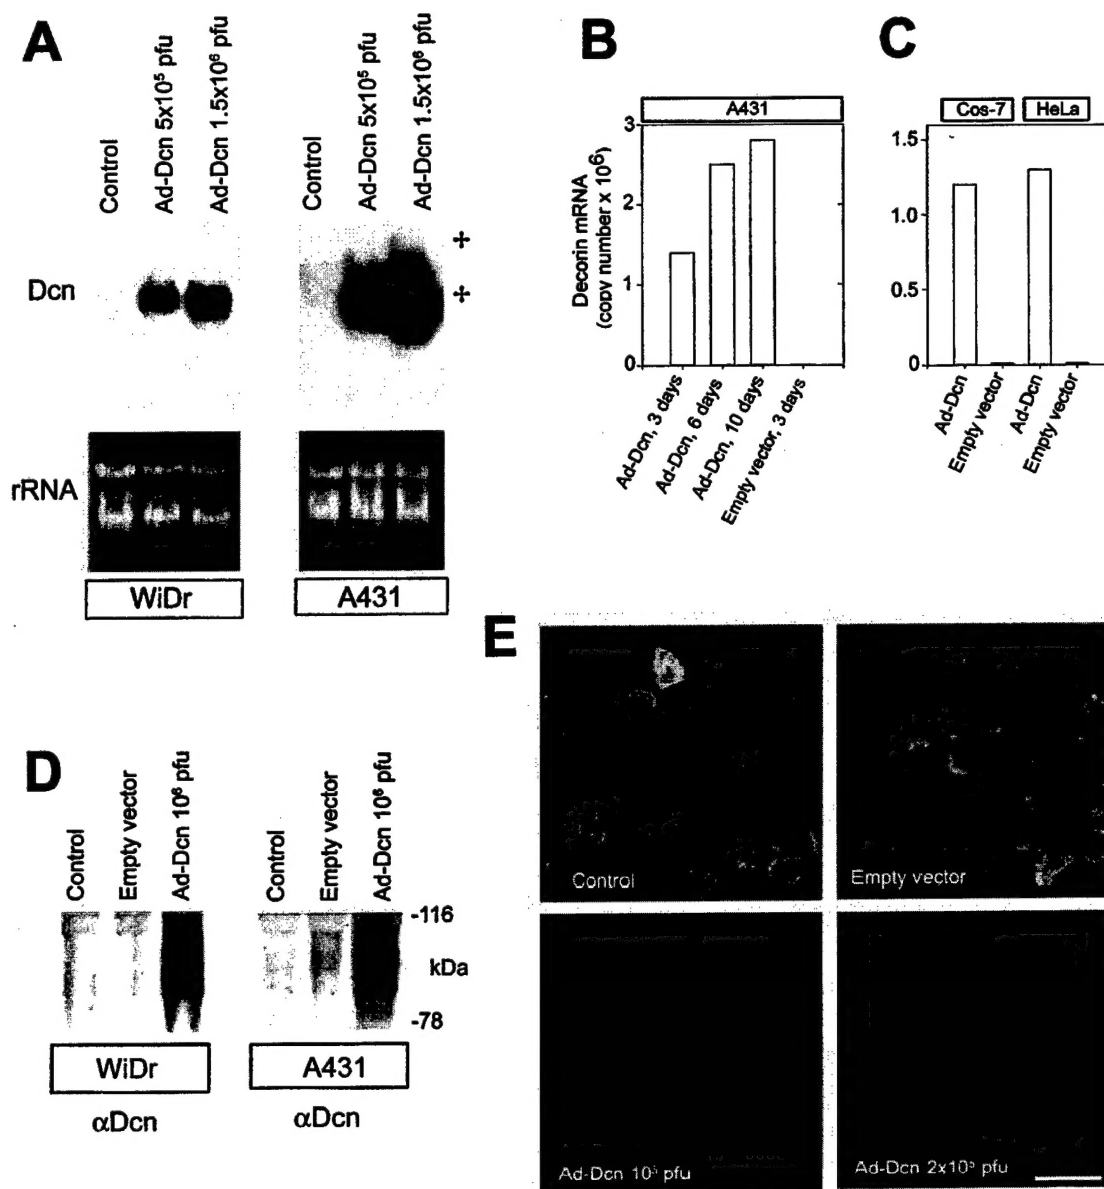 A
Control
Ad-Dcn 5x10⁵ pfu
Ad-Dcn 1.5x10⁶ pfu
Control
Ad-Dcn 5x10⁵ pfu
Ad-Dcn 1.5x10⁶ pfu
Dcn
rRNA
WiDr
A431
B
A431
3
2
1
0
Decorin mRNA
(copy number x 10⁶)
Ad-Dcn, 3 days
Ad-Dcn, 6 days
Ad-Dcn, 10 days
Empty vector, 3 days
C
Cos-7
HeLa
1.5
1.0
0.5
0
Ad-Dcn
Empty vector
Ad-Dcn
Empty vector
D
Control
Empty vector
Ad-Dcn 10⁶ pfu
Control
Empty vector
Ad-Dcn 10⁶ pfu
-116
kDa
-78
WiDr
A431
αDcn
αDcn
E
Control
Empty vector
Ad-Dcn 10⁵ pfu
Ad-Dcn 2x10⁵ pfu